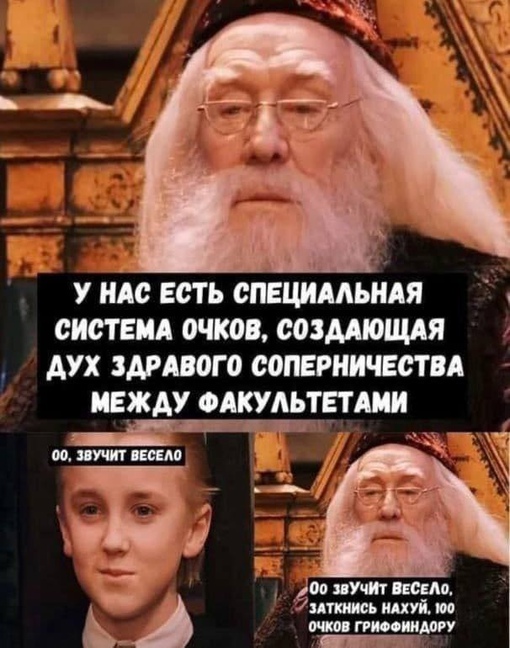 У НАС ЕСТЬ СПЕЦИАЛЬНАЯ
СИСТЕМА ОЧКОВ, СОЗДАЮЩАЯ
ДУХ ЗДРАВОГО СОПЕРНИЧЕСТВА
МЕЖДУ ФАКУЛЬТЕТАМИ
ОО, ЗВУЧИТ ВЕСЕЛО
Оо звУчИт ВеСеЛо,
ЗАТКНИСЬ НАХУЙ, 100
ОЧКОВ ГРИФФИНДОРУ